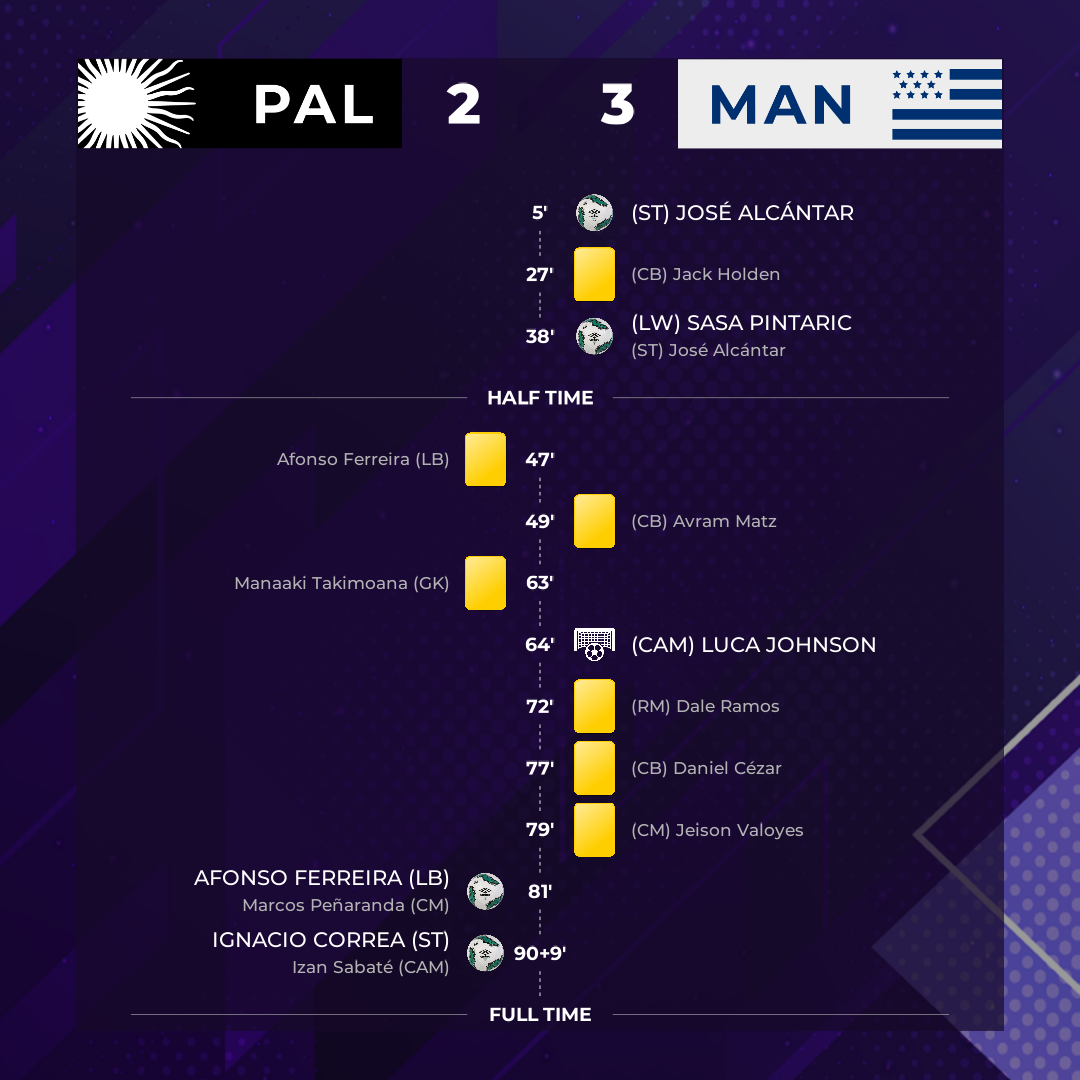 PAL 2 3 MAN
5' (ST) JOSÉ ALCÁNTAR
27' (CB) Jack Holden
38' (LW) SASA PINTARIC
(ST) José Alcántar
HALF TIME
Afonso Ferreira (LB) 47'
49' (CB) Avram Matz
Manaaki Takimoana (GK) 63'
64' (CAM) LUCA JOHNSON
72' (RM) Dale Ramos
77' (CB) Daniel Cézar
79' (CM) Jeison Valoyes
AFONSO FERREIRA (LB) 81'
Marcos Peñaranda (CM)
IGNACIO CORREA (ST) 90+9'
Izan Sabaté (CAM)
FULL TIME